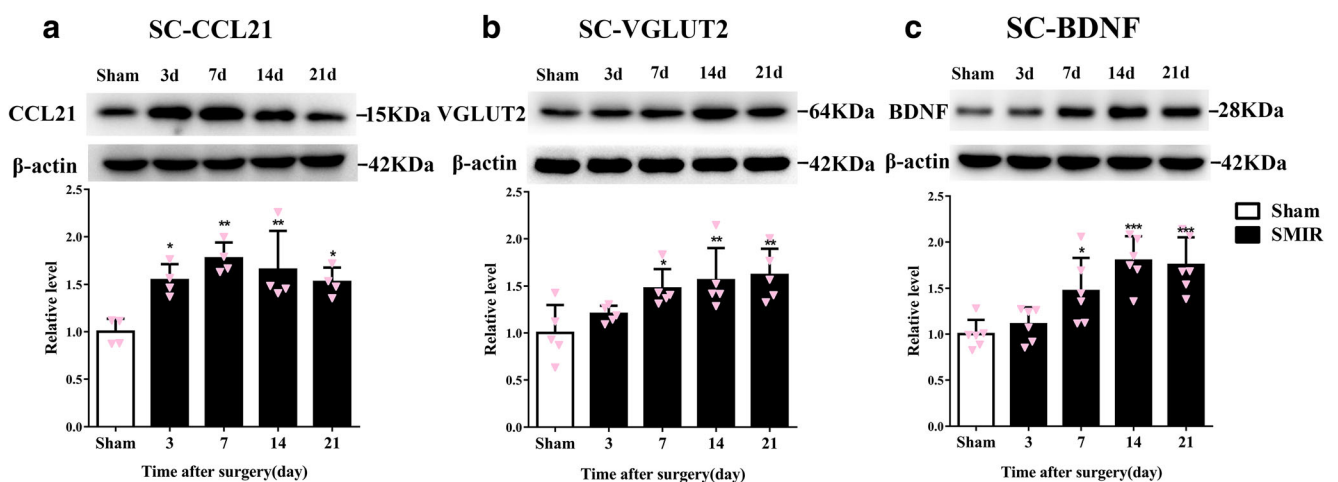 a SC-CCL21
Sham 3d 7d 14d 21d
CCL21 -15KDa
β-actin -42KDa
2.5
2.0
1.5
1.0
0.5
0.0
Relative level
* ** ** *
Sham 3 7 14 21
Time after surgery(day)
b SC-VGLUT2
Sham 3d 7d 14d 21d
VGLUT2 -64KDa
β-actin -42KDa
2.5
2.0
1.5
1.0
0.5
0.0
Relative level
* ** **
Sham 3 7 14 21
Time after surgery(day)
c SC-BDNF
Sham 3d 7d 14d 21d
BDNF -28KDa
β-actin -42KDa
2.5
2.0
1.5
1.0
0.5
0.0
Relative level
* *** ***
Sham 3 7 14 21
Time after surgery(day)
Sham
SMIR